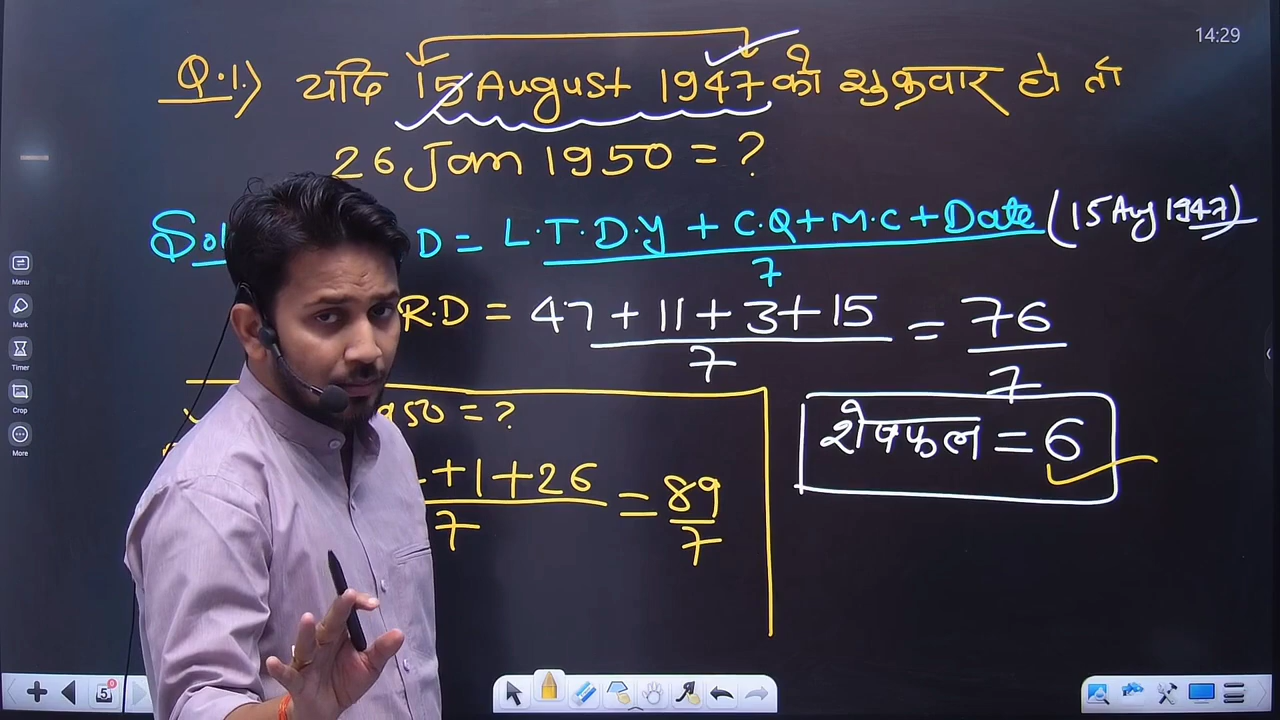 14:29
Q.1.) यदि 15 August 1947 को शुक्रवार हो तो
26 Jan 1950 = ?
Sol D = L.T.D.Y + C.Q + M.C + Date (15 Aug 1947)
7
R.D = 47 + 11 + 3 + 15 = 76
7 7
950 = ?
शेषफल = 6
+ 1 + 26 = 89
7 7
Menu
Mark
Timer
Crop
More
5